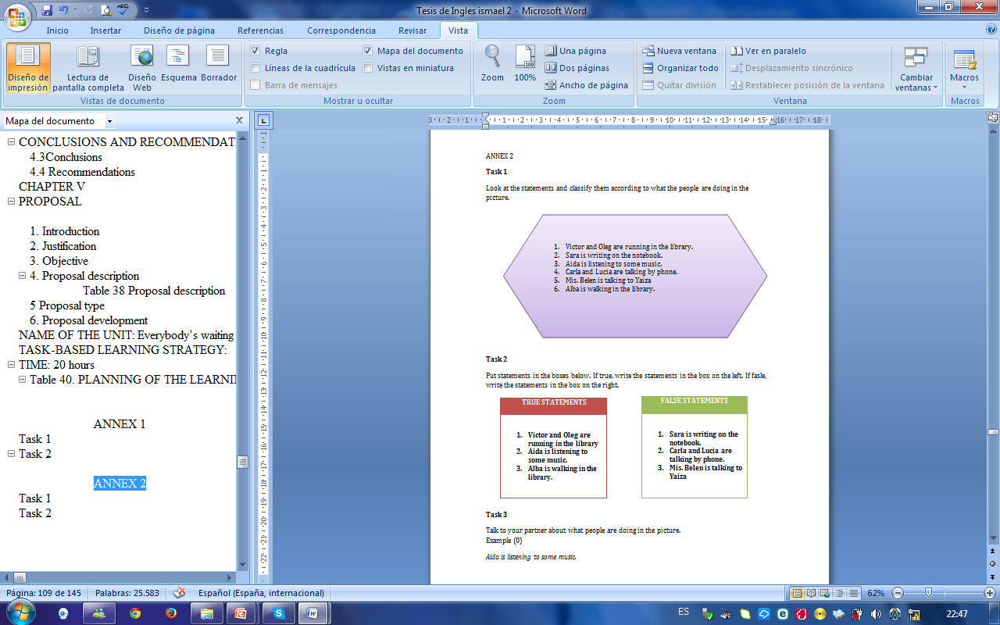 Tesis de Ingles ismael 2 - Microsoft Word
Inicio Insertar Diseño de página Referencias Correspondencia Revisar Vista
Diseño de impresión
Lectura de pantalla completa
Diseño Web
Esquema
Borrador
Vistas de documento
Regla
Líneas de la cuadrícula
Barra de mensajes
Mapa del documento
Vistas en miniatura
Mostrar u ocultar
Zoom
100%
Una página
Dos páginas
Ancho de página
Zoom
Nueva ventana
Organizar todo
Quitar división
Ver en paralelo
Desplazamiento sincrónico
Restablecer posición de la ventana
Cambiar ventanas
Ventana
Macros
Macros
Mapa del documento
CONCLUSIONS AND RECOMMENDAT
4.3Conclusions
4.4 Recommendations
CHAPTER V
PROPOSAL
1. Introduction
2. Justification
3. Objective
4. Proposal description
Table 38 Proposal description
5 Proposal type
6. Proposal development
NAME OF THE UNIT: Everybody’s waiting
TASK-BASED LEARNING STRATEGY:
TIME: 20 hours
Table 40. PLANNING OF THE LEARNI
ANNEX 1
Task 1
Task 2
ANNEX 2
Task 1
Task 2
ANNEX 2
Task 1
Look at the statements and classify them according to what the people are doing in the
picture.
1. Victor and Oleg are running in the library.
2. Sara is writing on the notebook.
3. Aida is listening to some music.
4. Carla and Lucia are talking by phone.
5. Mis. Belen is talking to Yaiza
6. Alba is walking in the library.
Task 2
Put statements in the boxes below. If true, write the statements in the box on the left. If fasle,
write the statements in the box on the right.
TRUE STATEMENTS
1. Victor and Oleg are
running in the library
2. Aida is listening to
some music.
3. Alba is walking in the
library.
FALSE STATEMENTS
1. Sara is writing on the
notebook.
2. Carla and Lucia are
talking by phone.
3. Mis. Belen is talking to
Yaiza
Task 3
Talk to your partner about what people are doing in the picture.
Example (0)
Aida is listening to some music.
Página: 109 de 145 Palabras: 25.583 Español (España, internacional) 62%
ES 22:47